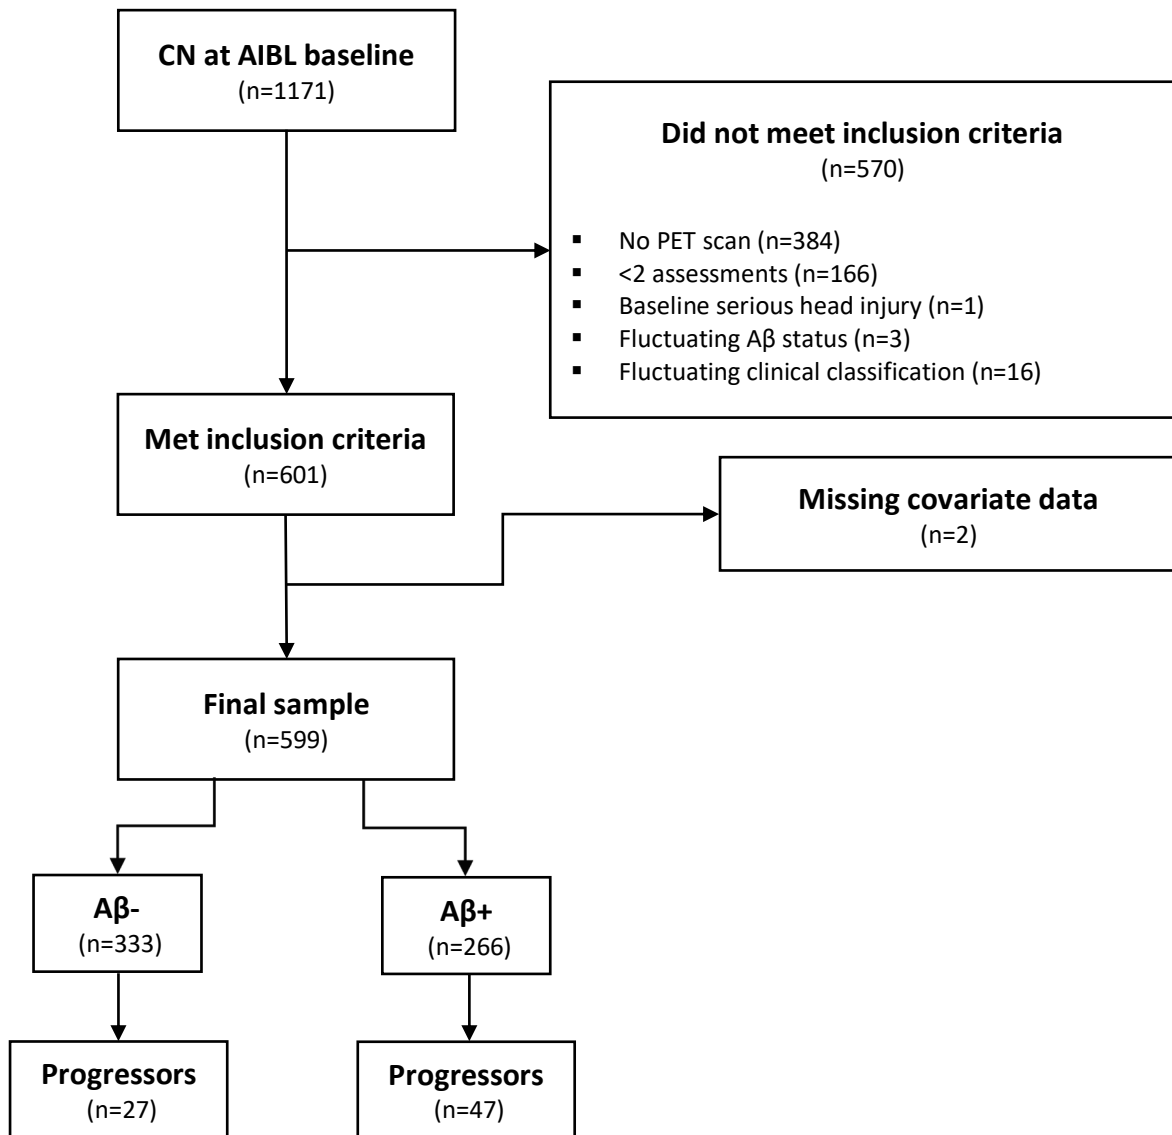 CN at AIBL baseline
(n=1171)
Did not meet inclusion criteria
(n=570)
▪ No PET scan (n=384)
▪ <2 assessments (n=166)
▪ Baseline serious head injury (n=1)
▪ Fluctuating Aβ status (n=3)
▪ Fluctuating clinical classification (n=16)
Met inclusion criteria
(n=601)
Missing covariate data
(n=2)
Final sample
(n=599)
Aβ-
(n=333)
Aβ+
(n=266)
Progressors
(n=27)
Progressors
(n=47)